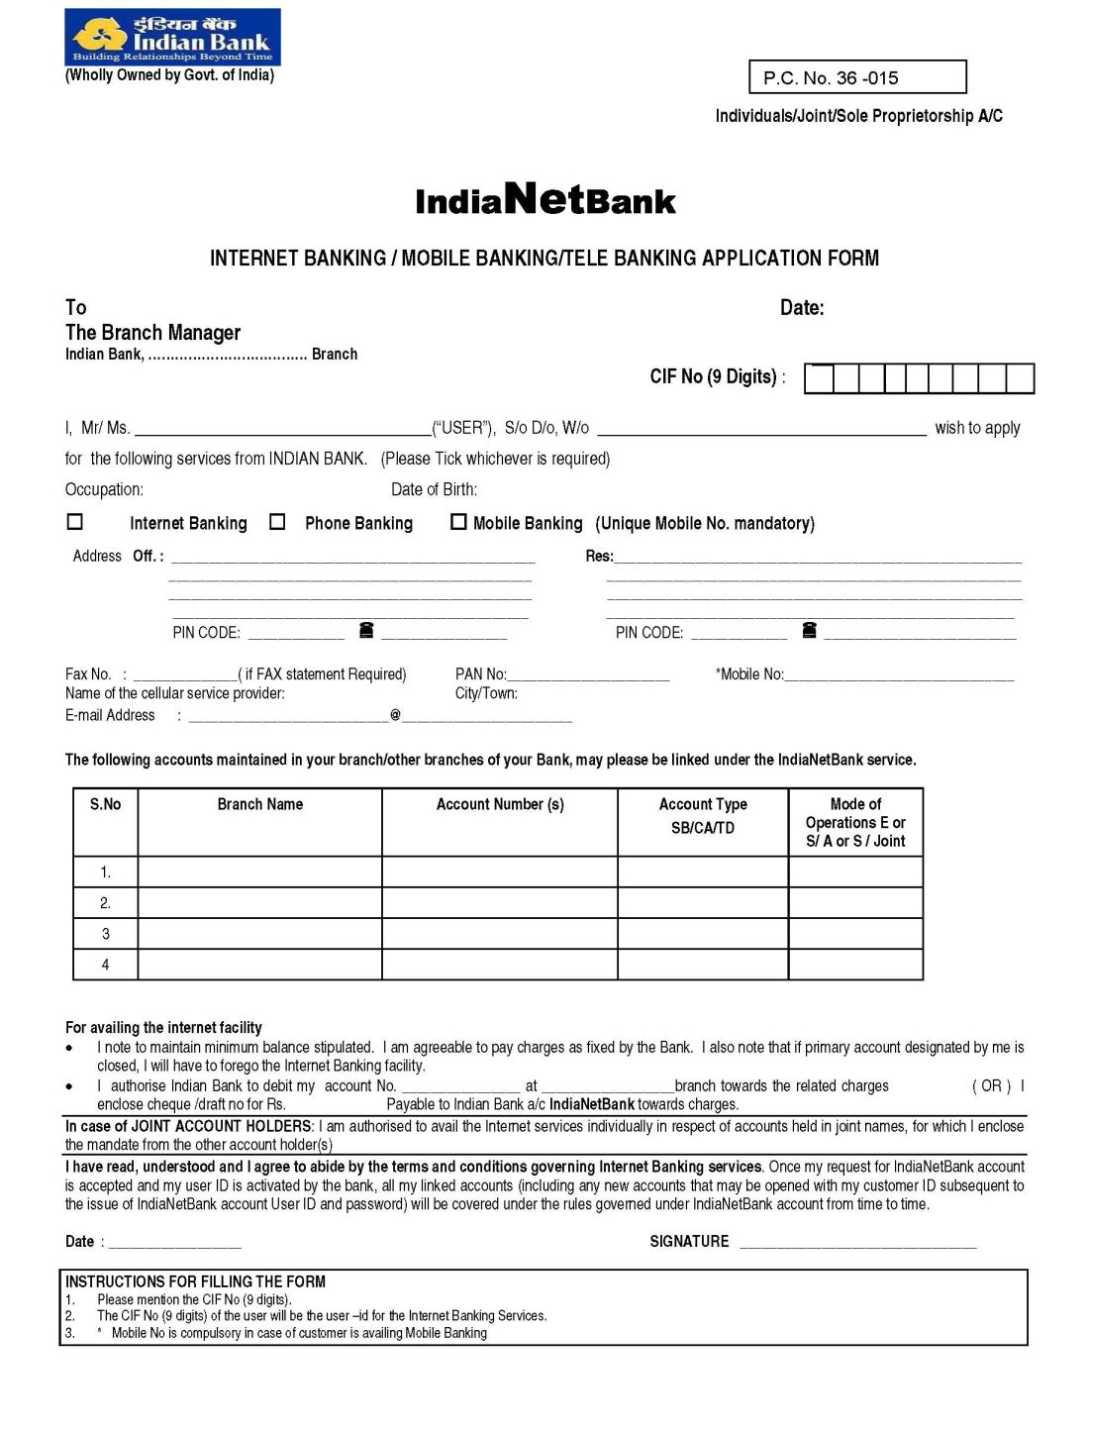 इंडियन बैंक
Indian Bank
Building Relationships Beyond Time
(Wholly Owned by Govt. of India)
P.C. No. 36 -015
Individuals/Joint/Sole Proprietorship A/C
IndiaNetBank
INTERNET BANKING / MOBILE BANKING/TELE BANKING APPLICATION FORM
To Date:
The Branch Manager
Indian Bank, .................................... Branch
CIF No (9 Digits) :
I, Mr/ Ms. ______________________________("USER"), S/o D/o, W/o ______________________________ wish to apply
for the following services from INDIAN BANK. (Please Tick whichever is required)
Occupation: Date of Birth:
☐ Internet Banking ☐ Phone Banking ☐ Mobile Banking (Unique Mobile No. mandatory)
Address Off. : ______________________________ Res:______________________________
PIN CODE: ____________ ☎ ________________ PIN CODE: ____________ ☎ ________________
Fax No. : _____________( if FAX statement Required) PAN No:____________________ *Mobile No:____________________
Name of the cellular service provider: City/Town:
E-mail Address : _________________________@_____________________
The following accounts maintained in your branch/other branches of your Bank, may please be linked under the IndiaNetBank service.
S.No Branch Name Account Number (s) Account Type Mode of
SB/CA/TD Operations E or
S/ A or S / Joint
1.
2.
3
4
For availing the internet facility
• I note to maintain minimum balance stipulated. I am agreeable to pay charges as fixed by the Bank. I also note that if primary account designated by me is
closed, I will have to forego the Internet Banking facility.
• I authorise Indian Bank to debit my account No. _______________ at _________________branch towards the related charges ( OR ) I
enclose cheque /draft no for Rs. Payable to Indian Bank a/c IndiaNetBank towards charges.
In case of JOINT ACCOUNT HOLDERS: I am authorised to avail the Internet services individually in respect of accounts held in joint names, for which I enclose
the mandate from the other account holder(s)
I have read, understood and I agree to abide by the terms and conditions governing Internet Banking services. Once my request for IndiaNetBank account
is accepted and my user ID is activated by the bank, all my linked accounts (including any new accounts that may be opened with my customer ID subsequent to
the issue of IndiaNetBank account User ID and password) will be covered under the rules governed under IndiaNetBank account from time to time.
Date : _________________ SIGNATURE ______________________________
INSTRUCTIONS FOR FILLING THE FORM
1. Please mention the CIF No (9 digits).
2. The CIF No (9 digits) of the user will be the user –id for the Internet Banking Services.
3. * Mobile No is compulsory in case of customer is availing Mobile Banking